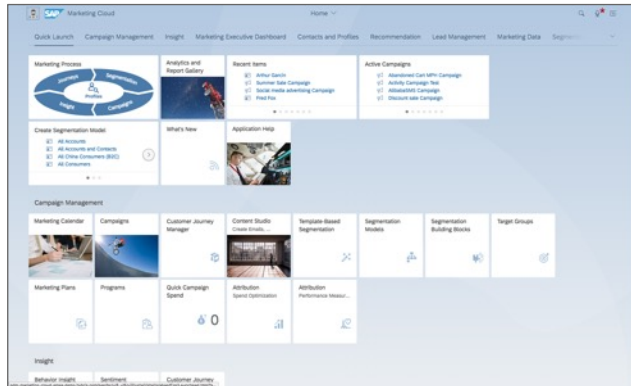 SAP Marketing Cloud
Home
Quick Launch Campaign Management Insight Marketing Executive Dashboard Contacts and Profiles Recommendation Lead Management Marketing Data
Marketing Process
Journeys
Segmentation
Profiles
Insight
Campaigns
Analytics and
Report Gallery
Recent Items
Arthur Garcin
Summer Sale Campaign
Social media advertising Campaign
Fred Fox
Active Campaigns
Abandoned Cart MPH Campaign
Activity Campaign Test
AlibabaSMS Campaign
Discount sale Campaign
Create Segmentation Model
All Accounts
All Accounts and Contacts
All China Consumers (B2C)
All Consumers
What's New
Application Help
Campaign Management
Marketing Calendar
Campaigns
Customer Journey
Manager
Content Studio
Create Emails, ...
Template-Based
Segmentation
Segmentation
Models
Segmentation
Building Blocks
Target Groups
Marketing Plans
Programs
Quick Campaign
Spend
0
Attribution
Spend Optimization
Attribution
Performance Measur...
Insight
Behavior Insight
Sentiment
Customer Journey